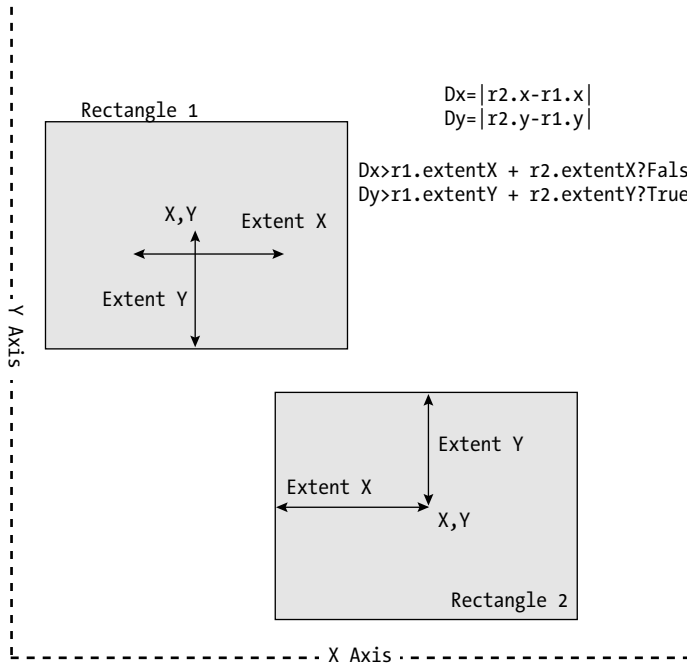 Dx=|r2.x-r1.x|
Dy=|r2.y-r1.y|
Rectangle 1
Dx>r1.extentX + r2.extentX?Fals
Dy>r1.extentY + r2.extentY?True
X,Y
Extent X
Extent Y
Y Axis
Extent Y
Extent X
X,Y
Rectangle 2
X Axis